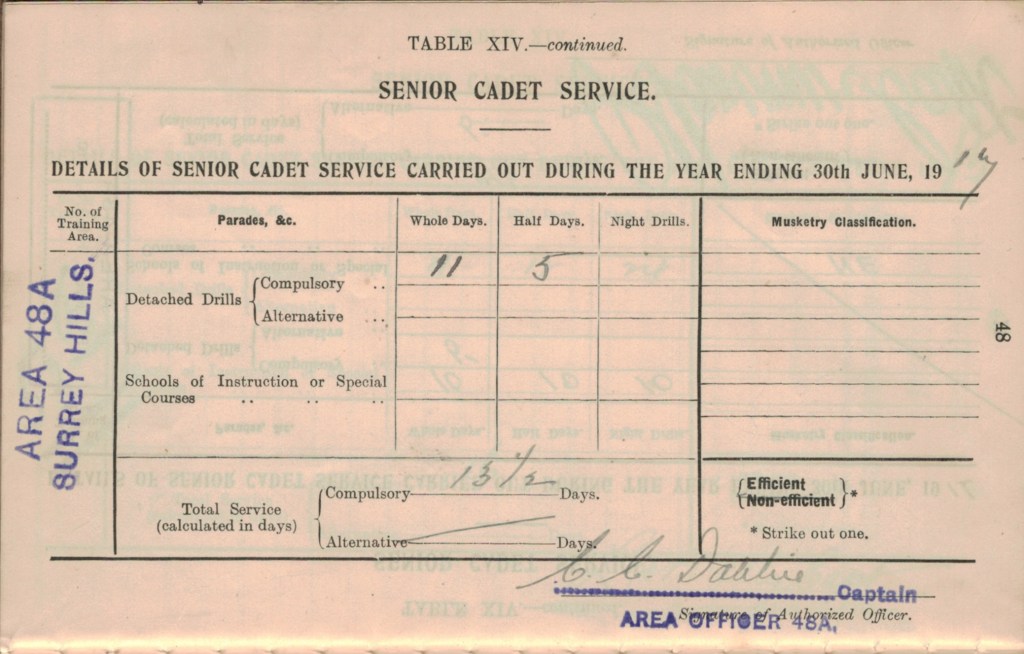 TABLE XIV.—continued.
SENIOR CADET SERVICE.
DETAILS OF SENIOR CADET SERVICE CARRIED OUT DURING THE YEAR ENDING 30th JUNE, 1917
No. of Training Area. Parades, &c. Whole Days. Half Days. Night Drills. Musketry Classification.
AREA 48A
SURREY HILLS.
11 5
Detached Drills { Compulsory ..
Alternative ..
Schools of Instruction or Special
Courses .. .. ..
48
Total Service
(calculated in days)
{ Compulsory 13 1/2 Days.
Alternative Days.
{ Efficient
Non-efficient } *
* Strike out one.
C. C. Captain
Signature of Authorized Officer.
AREA OFFICER 48A.